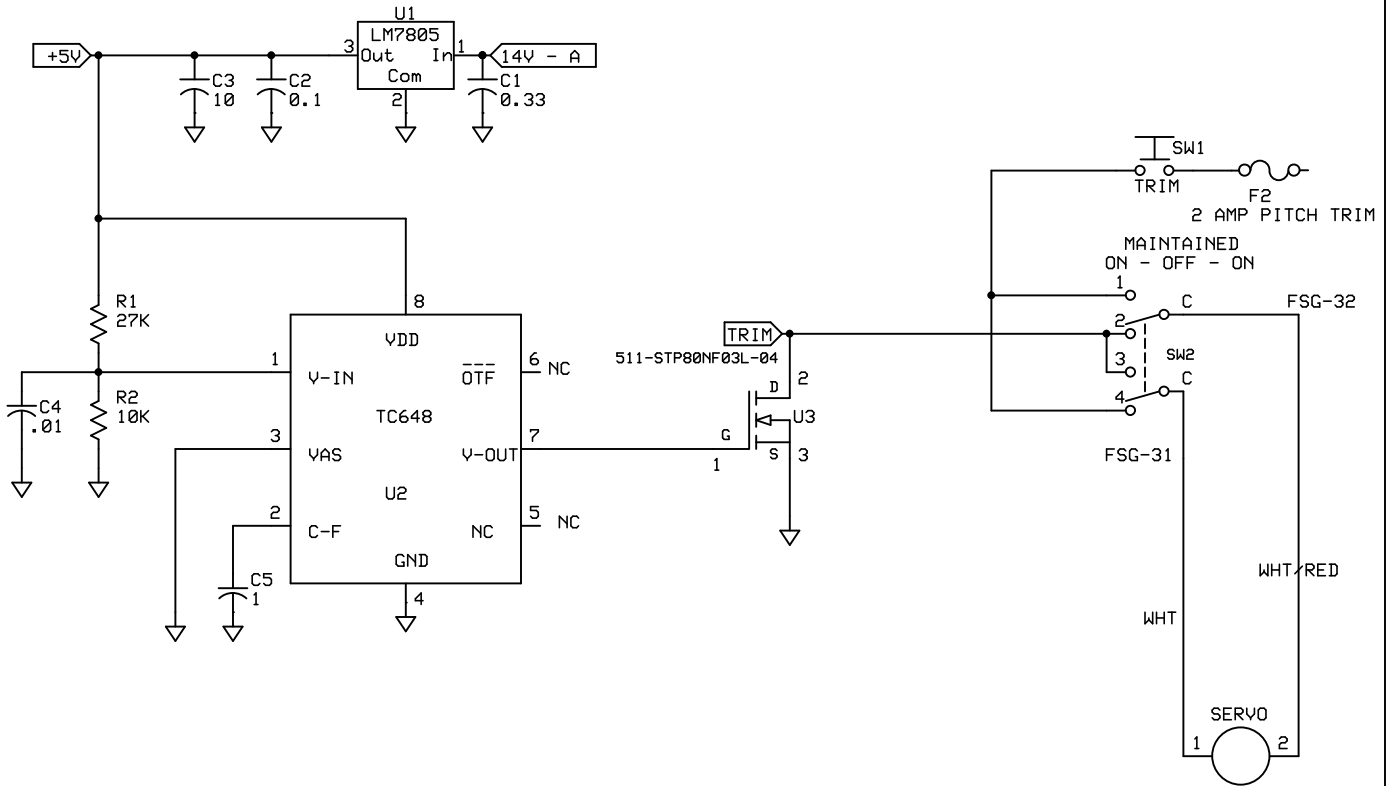 U1
LM7805
+5V
3
Out
In
1
14V - A
Com
2
C3
10
C2
0.1
C1
0.33
SW1
TRIM
F2
2 AMP PITCH TRIM
MAINTAINED
ON - OFF - ON
1
C
FSG-32
2
SW2
3
C
4
FSG-31
R1
27K
8
VDD
1
V-IN
6
NC
OTF
TRIM
511-STP80NF03L-04
2
D
U3
G
S
3
1
C4
.01
R2
10K
TC648
3
VAS
7
V-OUT
U2
2
C-F
5
NC
NC
GND
4
C5
1
WHT/RED
WHT
SERVO
1
2